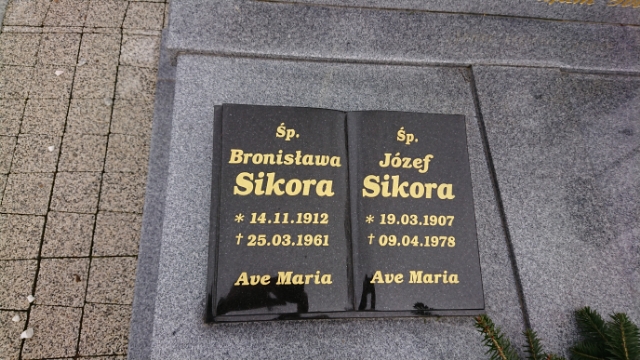 Śp.
Bronisława
Sikora
* 14.11.1912
† 25.03.1961
Ave Maria
Śp.
Józef
Sikora
* 19.03.1907
† 09.04.1978
Ave Maria